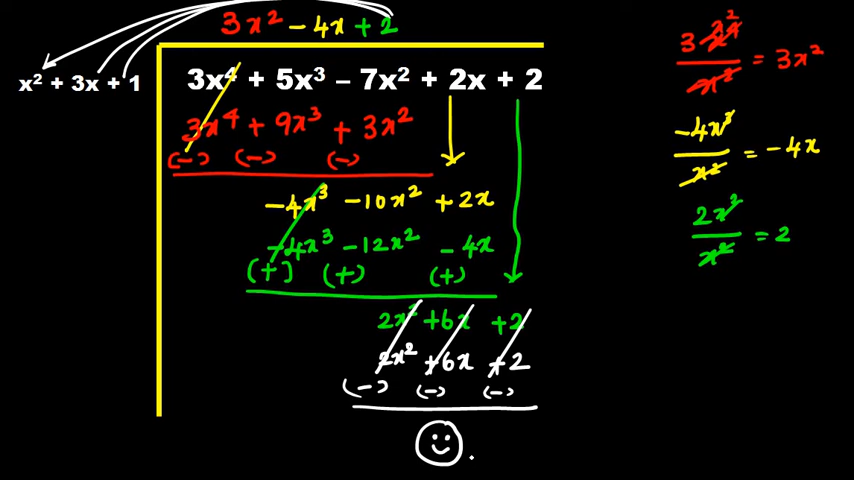 3x² – 4x + 2
x² + 3x + 1
3x⁴ + 5x³ – 7x² + 2x + 2
3x⁴ + 9x³ + 3x²
(–) (–) (–)
-4x³ -10x² +2x
-4x³ -12x² -4x
(+) (+) (+)
2x² +6x +2
2x² +6x +2
(–) (–) (–)
3x⁴/x² = 3x²
-4x³/x² = -4x
2x²/x² = 2